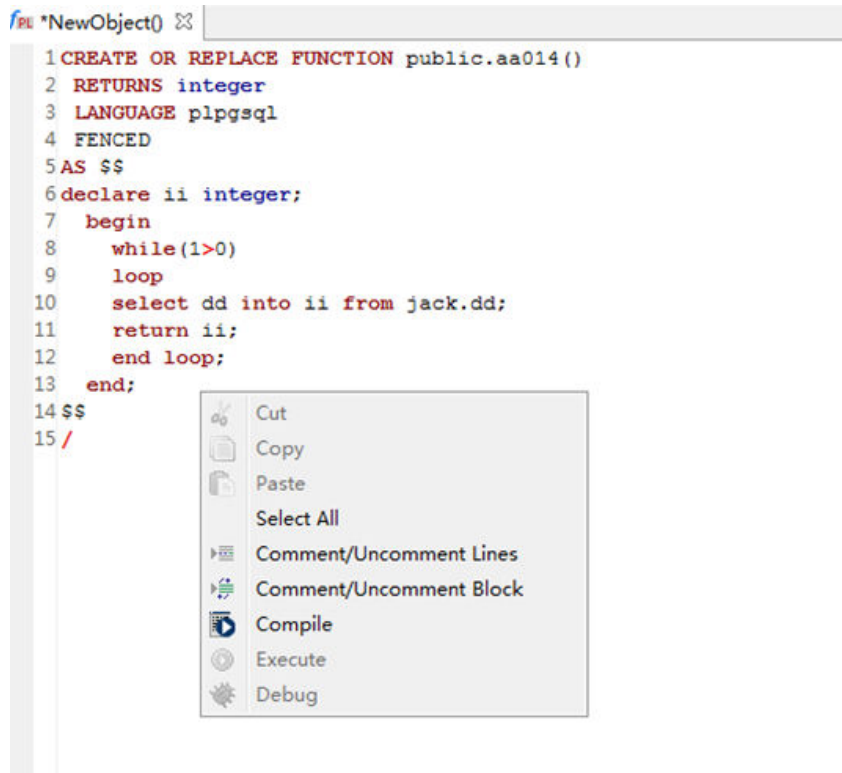 PL *NewObject()
1 CREATE OR REPLACE FUNCTION public.aa014()
2 RETURNS integer
3 LANGUAGE plpgsql
4 FENCED
5 AS $$
6 declare ii integer;
7 begin
8 while(1>0)
9 loop
10 select dd into ii from jack.dd;
11 return ii;
12 end loop;
13 end;
14 $$
15 /
Cut
Copy
Paste
Select All
Comment/Uncomment Lines
Comment/Uncomment Block
Compile
Execute
Debug